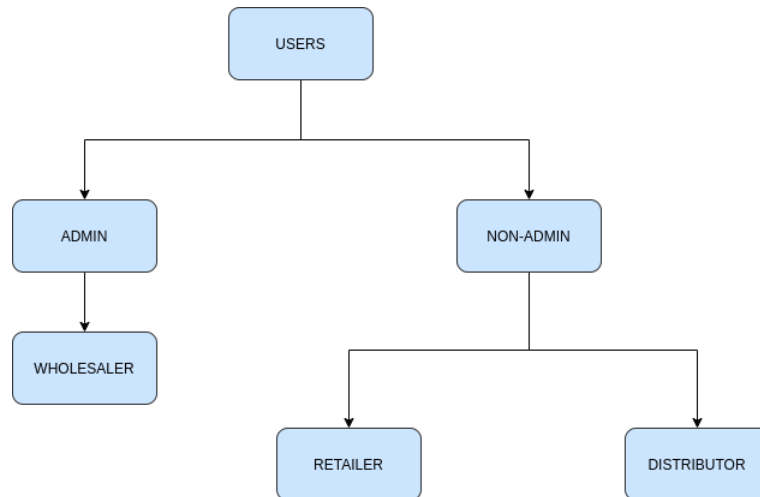 USERS
ADMIN
NON-ADMIN
WHOLESALER
RETAILER
DISTRIBUTOR